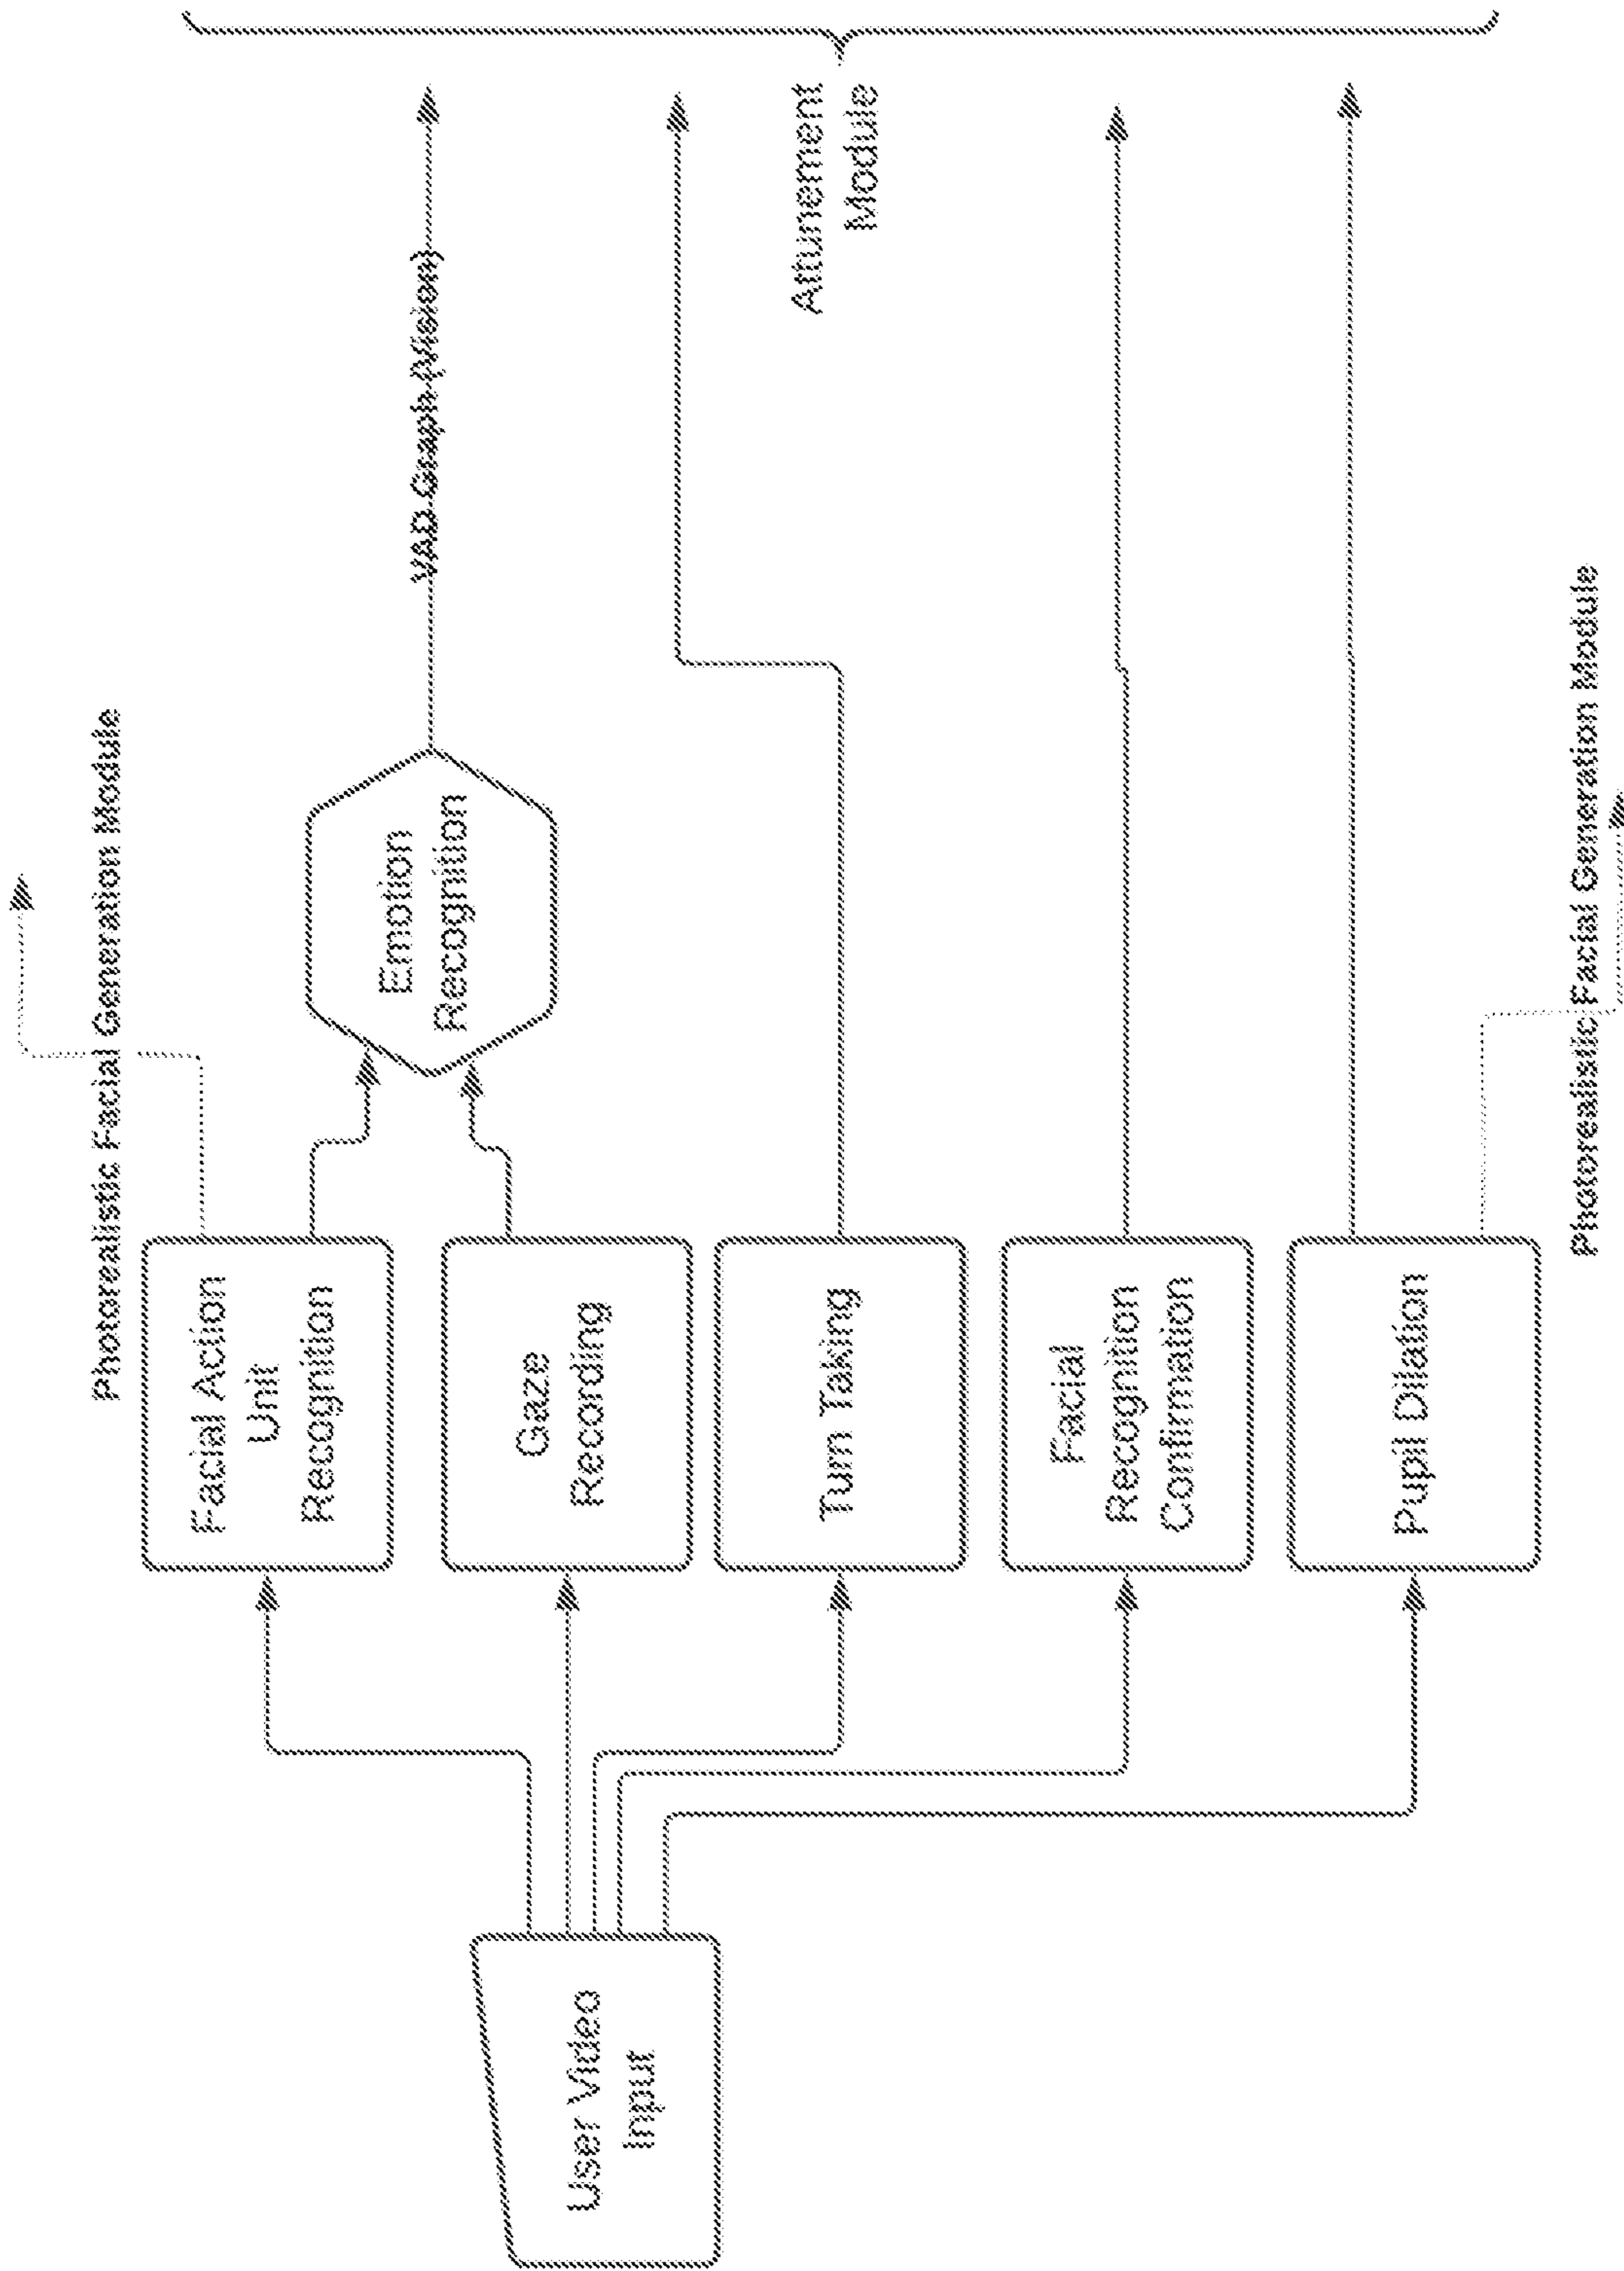 Photorealistic Facial Generation Module
User Video
Input
Facial Action
Unit
Recognition
Gaze
Recording
Turn Taking
Facial
Recognition
Confirmation
Pupil Dilation
Emotion
Recognition
VAD Graph (Vision)
Attunement
Module
Photorealistic Facial Generation Module